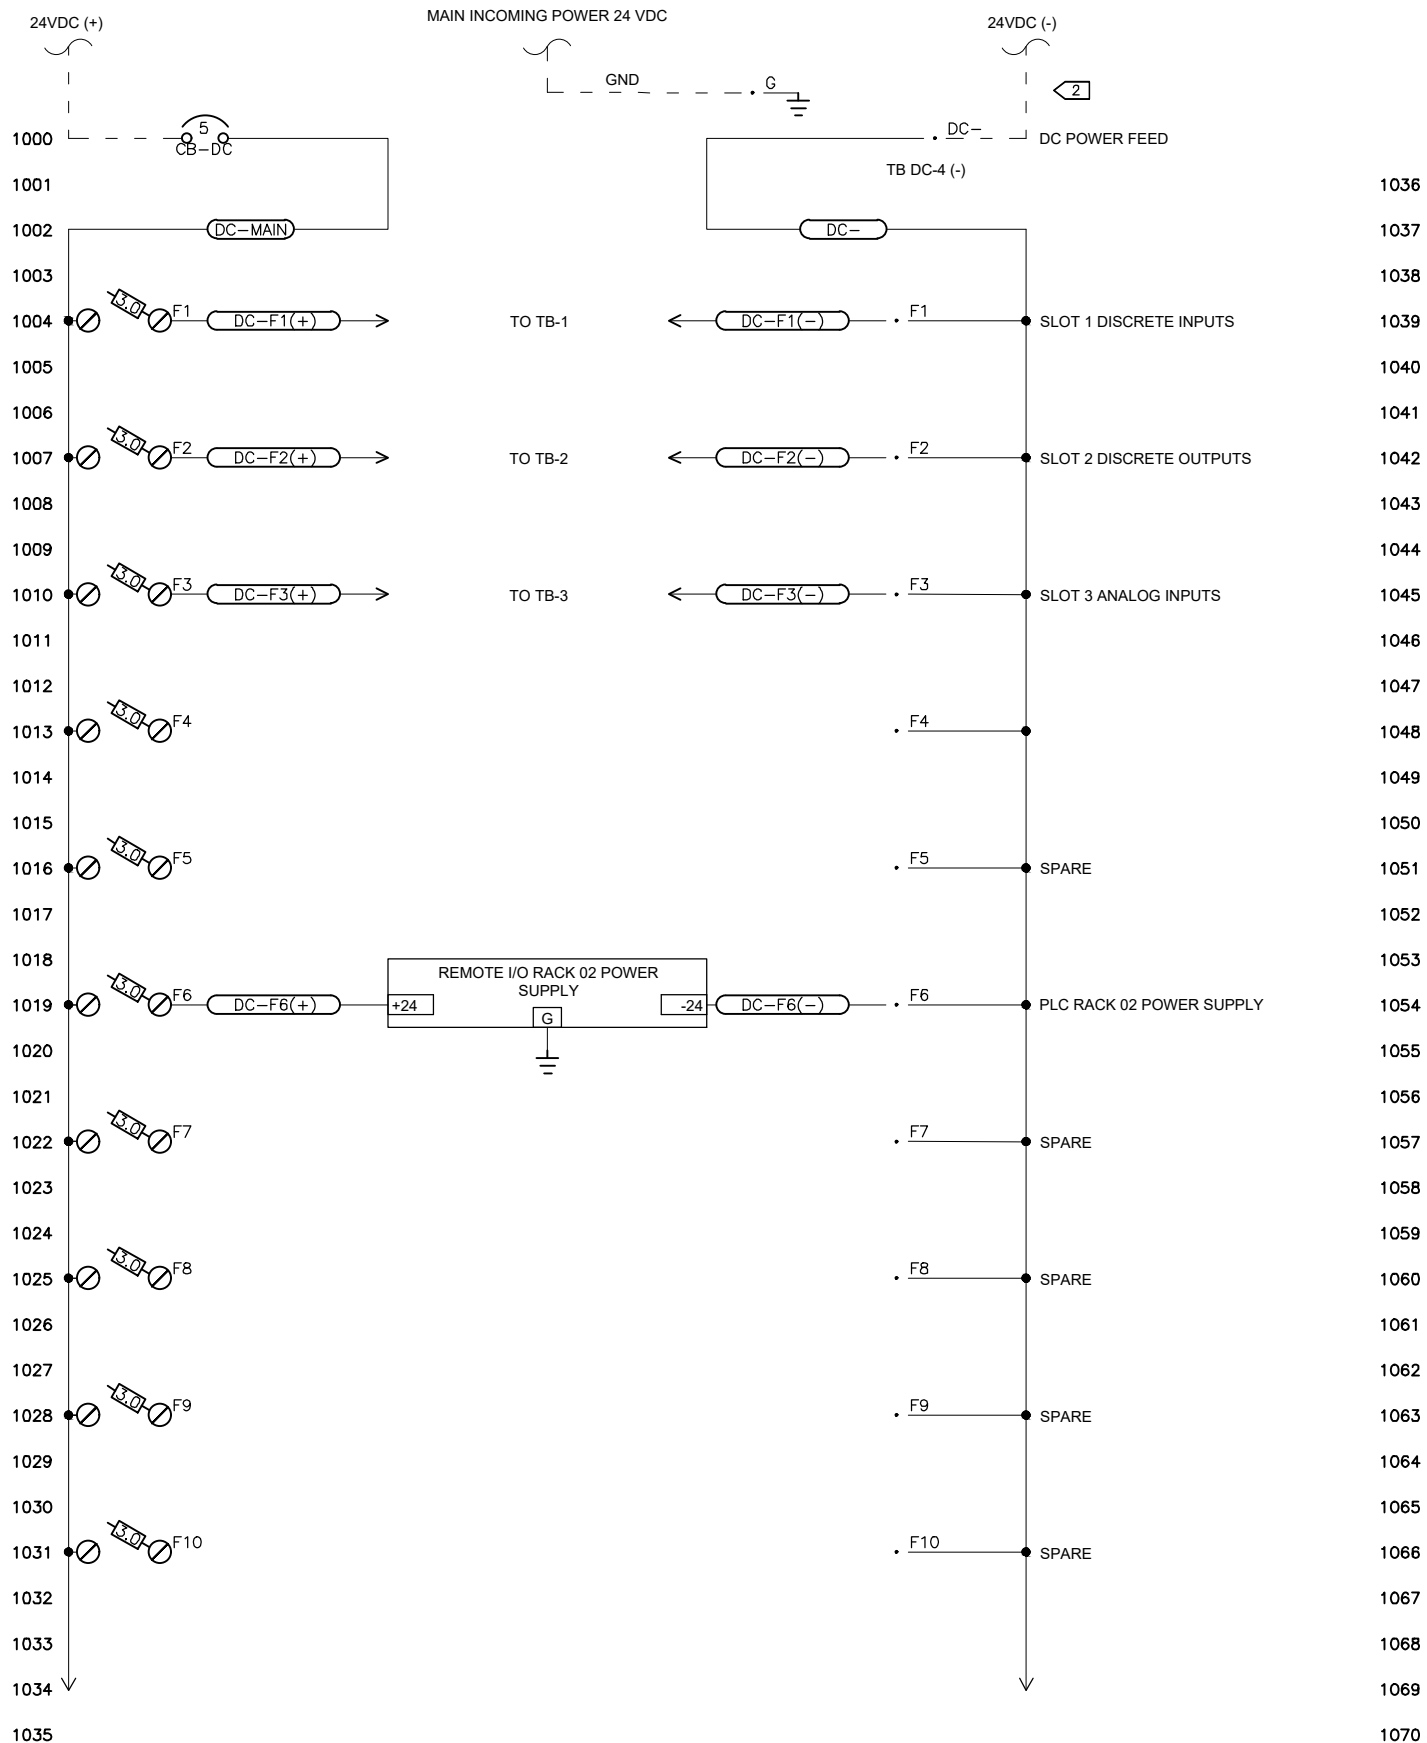 MAIN INCOMING POWER 24 VDC
24VDC (+)
24VDC (-)
GND
G
2
1000
5
CB-DC
DC-
DC POWER FEED
TB DC-4 (-)
1001
1036
1002
DC-MAIN
DC-
1037
1003
1038
1004
3.0
F1
DC-F1(+)
TO TB-1
DC-F1(-)
F1
SLOT 1 DISCRETE INPUTS
1039
1005
1040
1006
1041
1007
3.0
F2
DC-F2(+)
TO TB-2
DC-F2(-)
F2
SLOT 2 DISCRETE OUTPUTS
1042
1008
1043
1009
1044
1010
3.0
F3
DC-F3(+)
TO TB-3
DC-F3(-)
F3
SLOT 3 ANALOG INPUTS
1045
1011
1046
1012
1047
1013
3.0
F4
F4
1048
1014
1049
1015
1050
1016
3.0
F5
F5
SPARE
1051
1017
1052
1018
1053
REMOTE I/O RACK 02 POWER
SUPPLY
1019
3.0
F6
DC-F6(+)
+24
G
-24
DC-F6(-)
F6
PLC RACK 02 POWER SUPPLY
1054
1020
1055
1021
1056
1022
3.0
F7
F7
SPARE
1057
1023
1058
1024
1059
1025
3.0
F8
F8
SPARE
1060
1026
1061
1027
1062
1028
3.0
F9
F9
SPARE
1063
1029
1064
1030
1065
1031
3.0
F10
F10
SPARE
1066
1032
1067
1033
1068
1034
1069
1035
1070